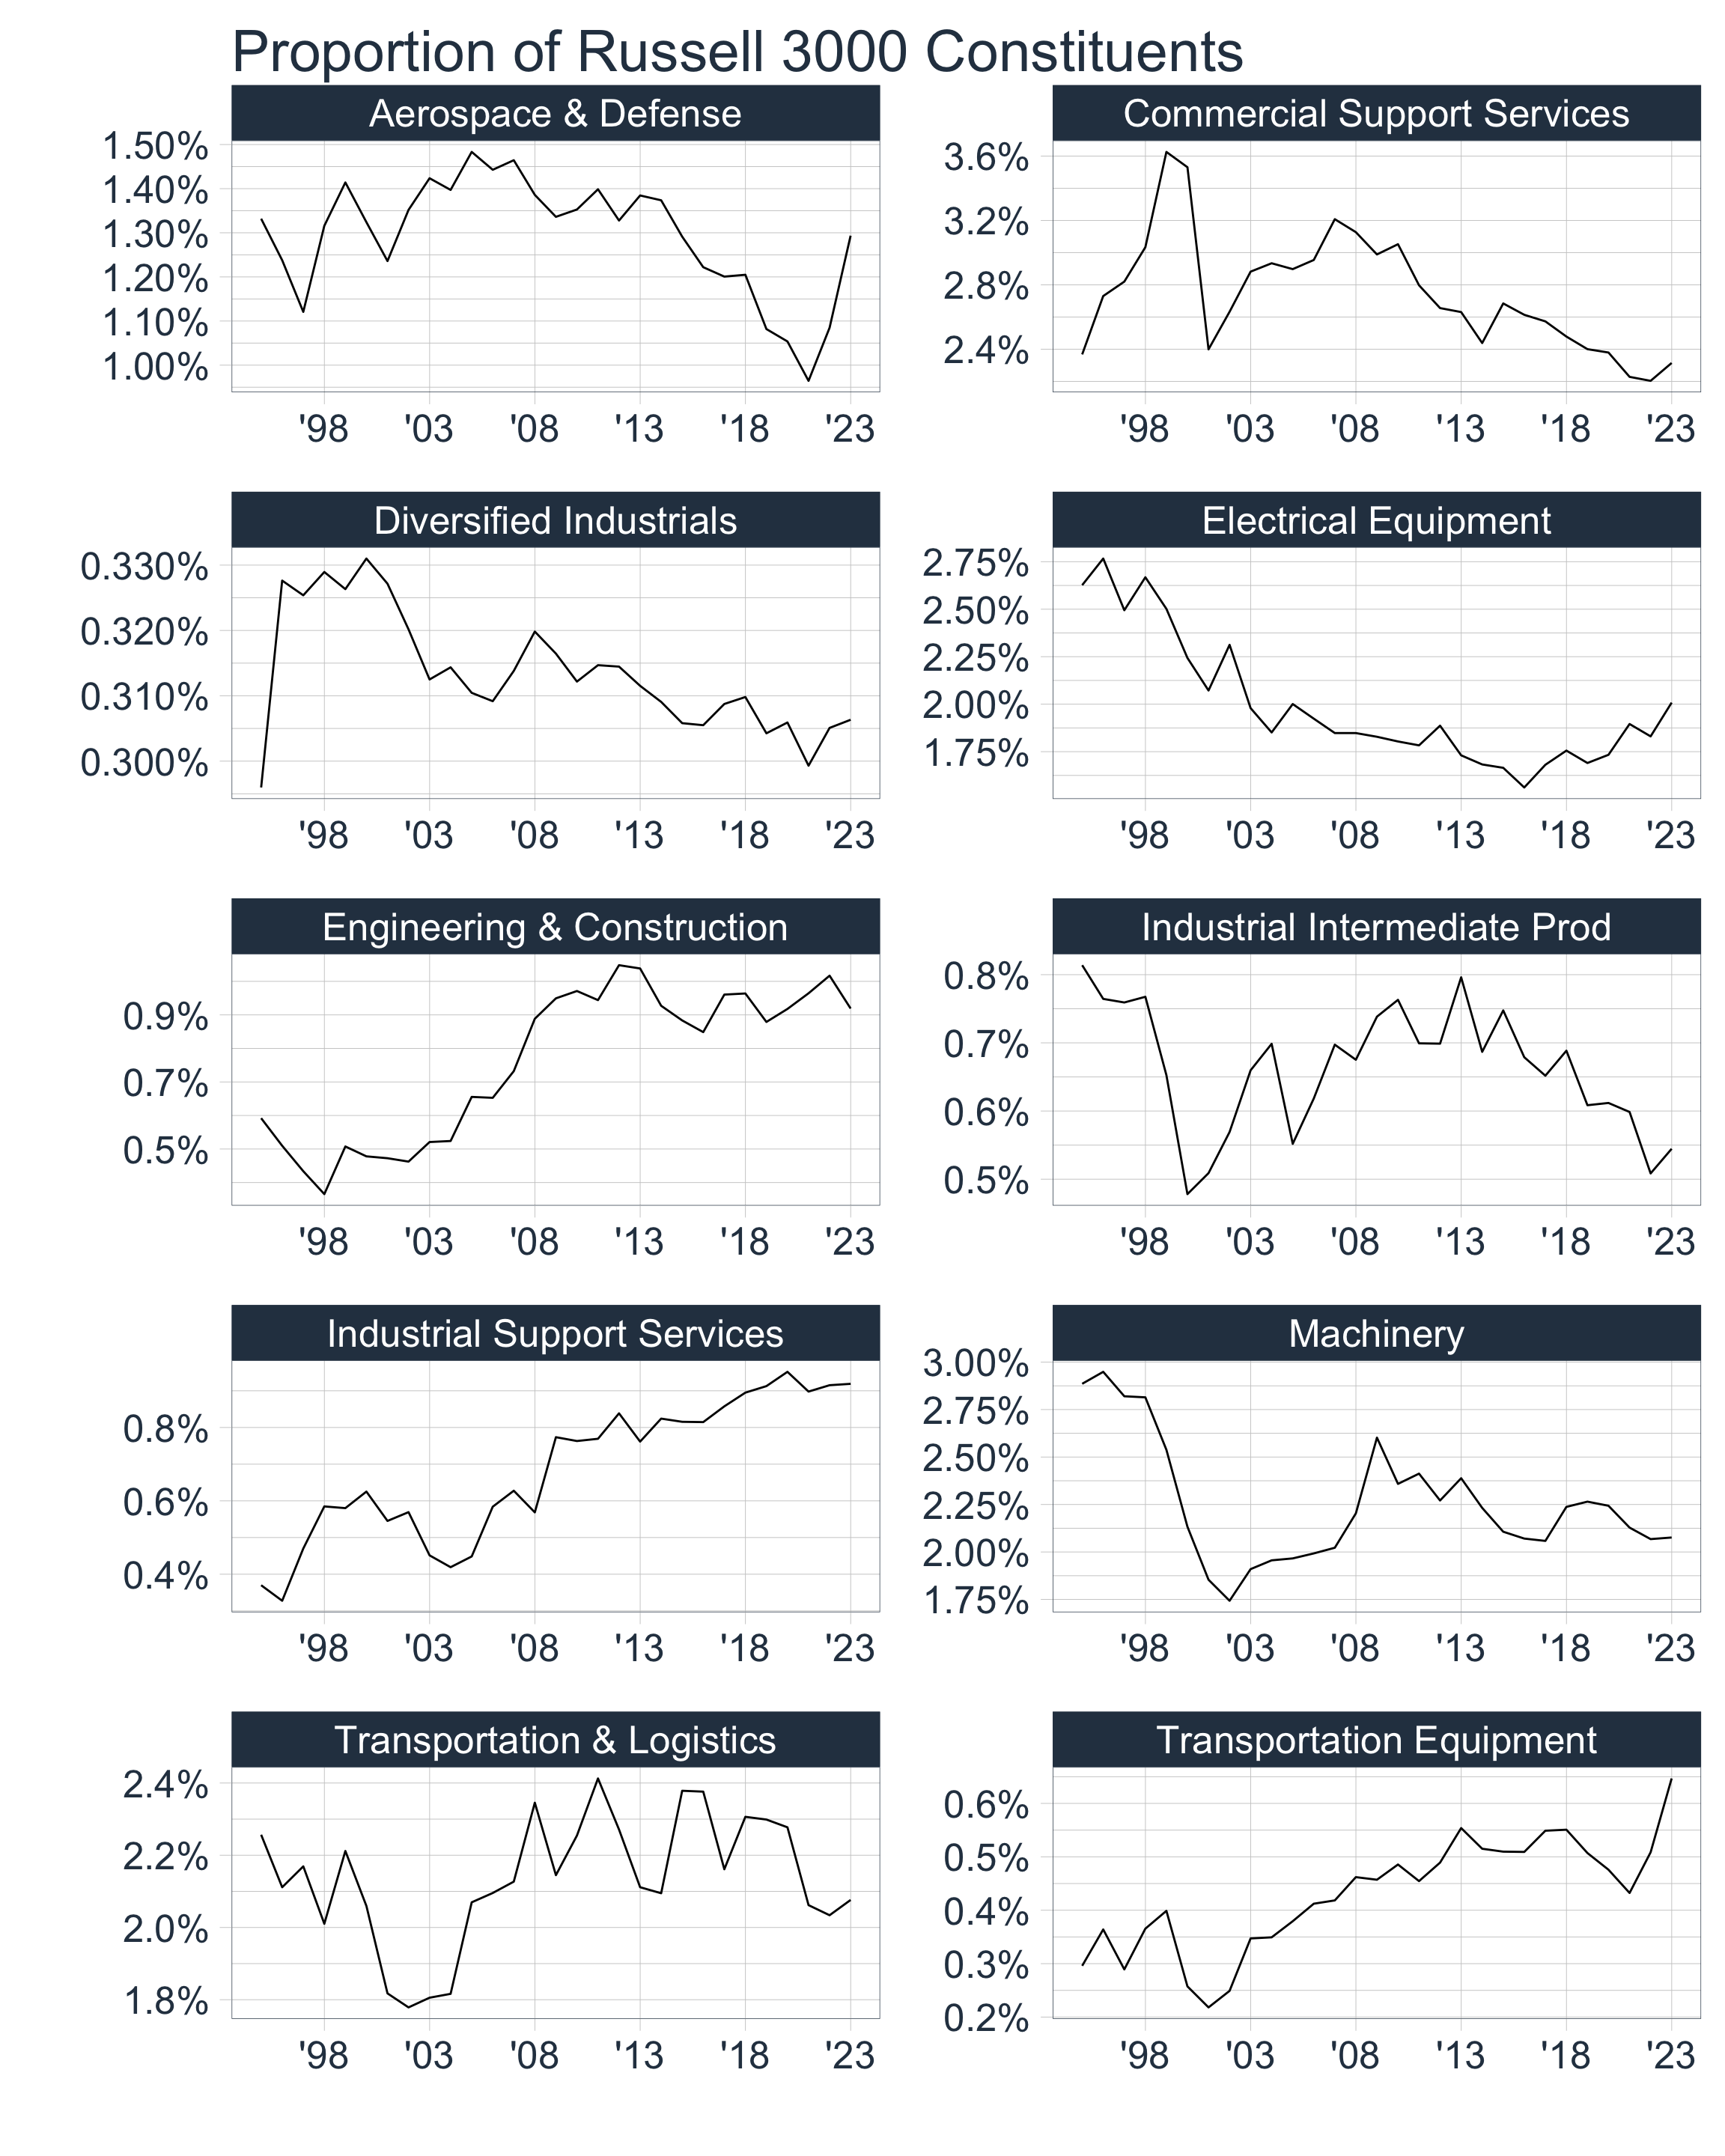 Proportion of Russell 3000 Constituents
Aerospace & Defense
1.50%
1.40%
1.30%
1.20%
1.10%
1.00%
'98 '03 '08 '13 '18 '23
Commercial Support Services
3.6%
3.2%
2.8%
2.4%
'98 '03 '08 '13 '18 '23
Diversified Industrials
0.330%
0.320%
0.310%
0.300%
'98 '03 '08 '13 '18 '23
Electrical Equipment
2.75%
2.50%
2.25%
2.00%
1.75%
'98 '03 '08 '13 '18 '23
Engineering & Construction
0.9%
0.7%
0.5%
'98 '03 '08 '13 '18 '23
Industrial Intermediate Prod
0.8%
0.7%
0.6%
0.5%
'98 '03 '08 '13 '18 '23
Industrial Support Services
0.8%
0.6%
0.4%
'98 '03 '08 '13 '18 '23
Machinery
3.00%
2.75%
2.50%
2.25%
2.00%
1.75%
'98 '03 '08 '13 '18 '23
Transportation & Logistics
2.4%
2.2%
2.0%
1.8%
'98 '03 '08 '13 '18 '23
Transportation Equipment
0.6%
0.5%
0.4%
0.3%
0.2%
'98 '03 '08 '13 '18 '23